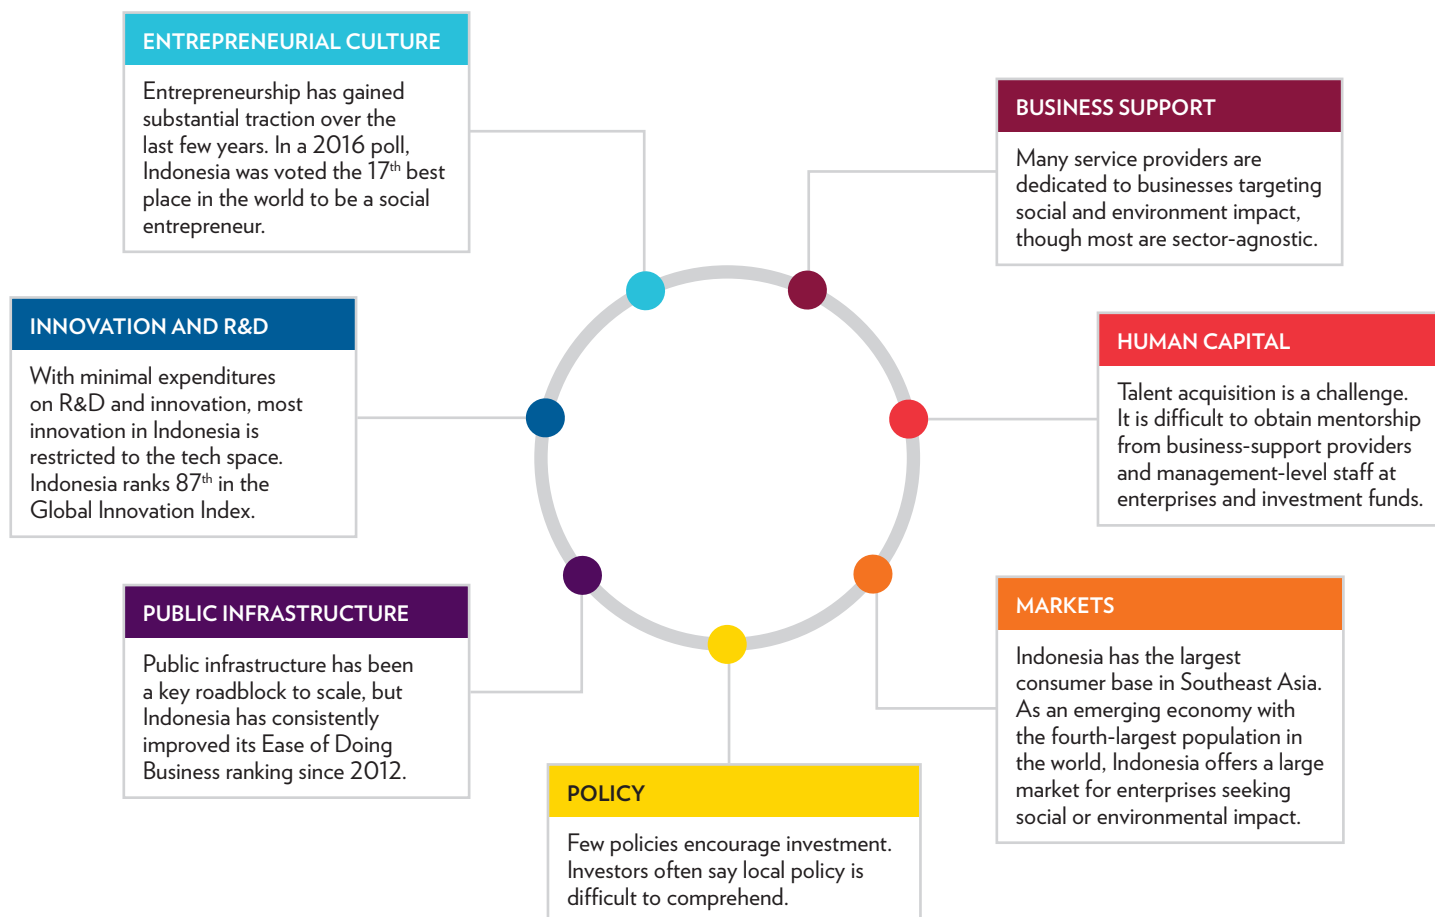 ENTREPRENEURIAL CULTURE
Entrepreneurship has gained
substantial traction over the
last few years. In a 2016 poll,
Indonesia was voted the 17th best
place in the world to be a social
entrepreneur.
BUSINESS SUPPORT
Many service providers are
dedicated to businesses targeting
social and environment impact,
though most are sector-agnostic.
INNOVATION AND R&D
With minimal expenditures
on R&D and innovation, most
innovation in Indonesia is
restricted to the tech space.
Indonesia ranks 87th in the
Global Innovation Index.
HUMAN CAPITAL
Talent acquisition is a challenge.
It is difficult to obtain mentorship
from business-support providers
and management-level staff at
enterprises and investment funds.
PUBLIC INFRASTRUCTURE
Public infrastructure has been
a key roadblock to scale, but
Indonesia has consistently
improved its Ease of Doing
Business ranking since 2012.
MARKETS
Indonesia has the largest
consumer base in Southeast Asia.
As an emerging economy with
the fourth-largest population in
the world, Indonesia offers a large
market for enterprises seeking
social or environmental impact.
POLICY
Few policies encourage investment.
Investors often say local policy is
difficult to comprehend.